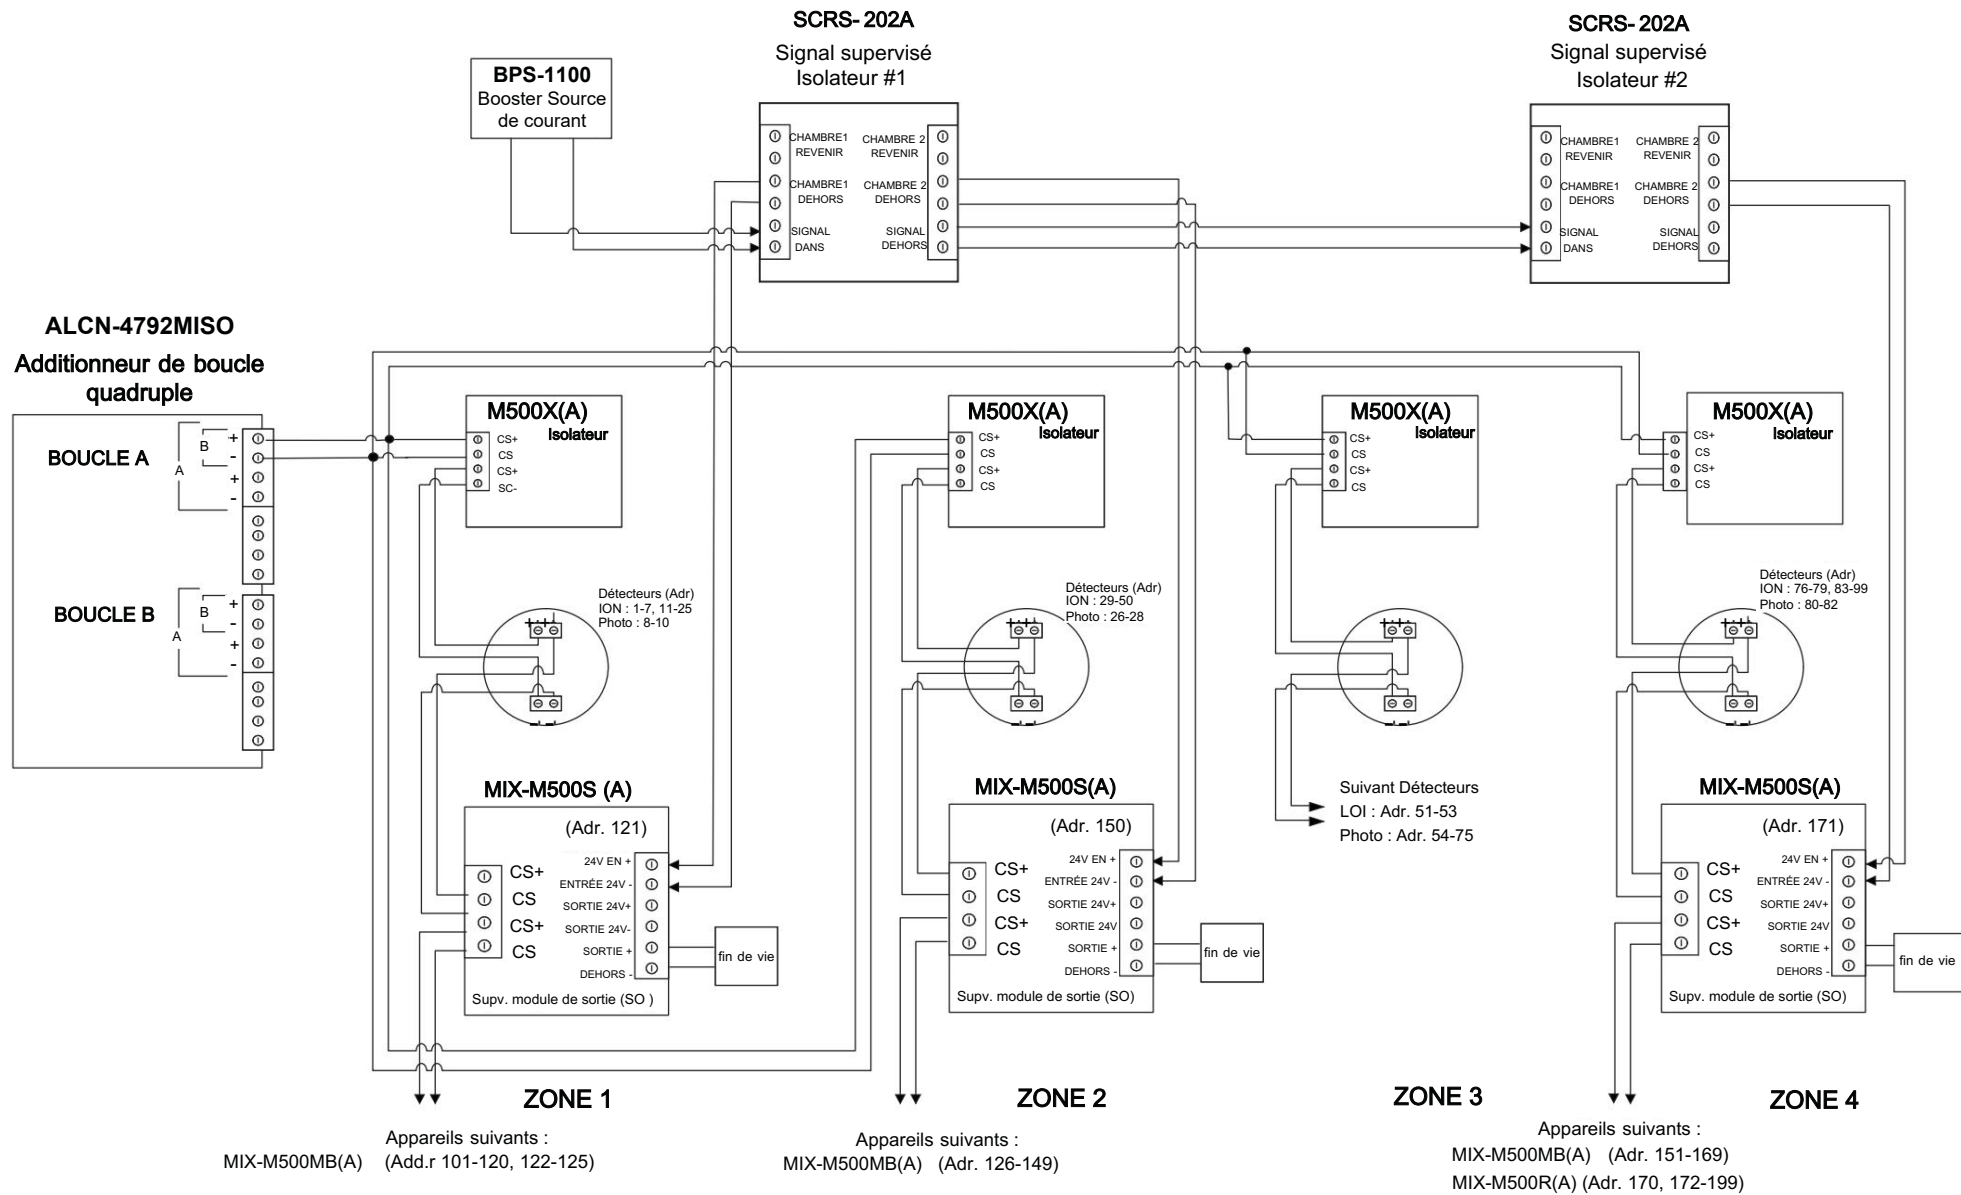 SCRS- 202A
Signal supervisé
Isolateur #1
SCRS- 202A
Signal supervisé
Isolateur #2
BPS-1100
Booster Source
de courant
CHAMBRE1
REVENIR
CHAMBRE 2
REVENIR
CHAMBRE1
DEHORS
CHAMBRE 2
DEHORS
SIGNAL
DANS
SIGNAL
DEHORS
CHAMBRE1
REVENIR
CHAMBRE 2
REVENIR
CHAMBRE1
DEHORS
CHAMBRE 2
DEHORS
SIGNAL
DANS
SIGNAL
DEHORS
ALCN-4792MISO
Additionneur de boucle
quadruple
BOUCLE A
A
B
+
-
+
-
BOUCLE B
A
B
+
-
+
-
M500X(A)
Isolateur
CS+
CS
CS+
SC-
M500X(A)
Isolateur
CS+
CS
CS+
CS
M500X(A)
Isolateur
CS+
CS
CS+
CS
M500X(A)
Isolateur
CS+
CS
CS+
CS
Détecteurs (Adr)
ION : 1-7, 11-25
Photo : 8-10
Détecteurs (Adr)
ION : 29-50
Photo : 26-28
Détecteurs (Adr)
ION : 76-79, 83-99
Photo : 80-82
MIX-M500S (A)
(Adr. 121)
CS+
CS
CS+
CS
24V EN +
ENTRÉE 24V -
SORTIE 24V+
SORTIE 24V-
SORTIE +
DEHORS -
Supv. module de sortie (SO )
fin de vie
MIX-M500S(A)
(Adr. 150)
CS+
CS
CS+
CS
24V EN +
ENTRÉE 24V -
SORTIE 24V+
SORTIE 24V
SORTIE +
DEHORS -
Supv. module de sortie (SO)
fin de vie
Suivant Détecteurs
LOI : Adr. 51-53
Photo : Adr. 54-75
MIX-M500S(A)
(Adr. 171)
CS+
CS
CS+
CS
24V EN +
ENTRÉE 24V -
SORTIE 24V+
SORTIE 24V
SORTIE +
DEHORS -
Supv. module de sortie (SO)
fin de vie
ZONE 1
ZONE 2
ZONE 3
ZONE 4
Appareils suivants :
MIX-M500MB(A) (Add.r 101-120, 122-125)
Appareils suivants :
MIX-M500MB(A) (Adr. 126-149)
Appareils suivants :
MIX-M500MB(A) (Adr. 151-169)
MIX-M500R(A) (Adr. 170, 172-199)